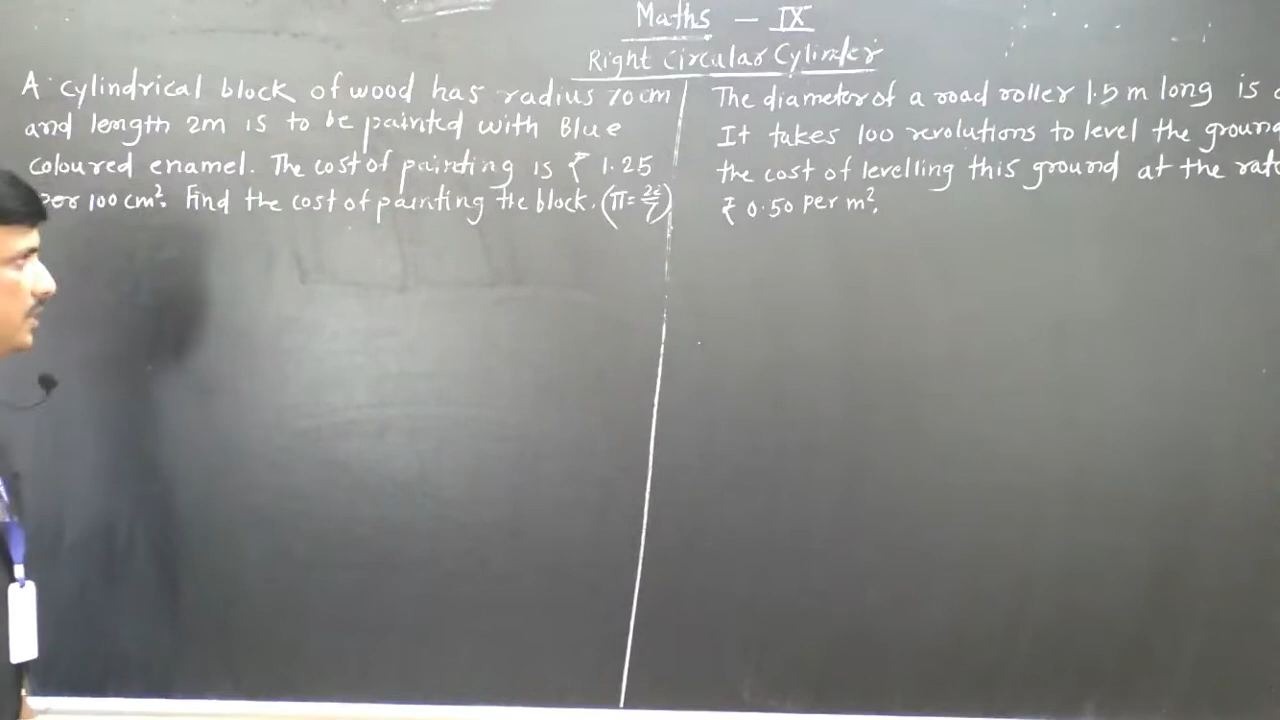 Maths - IX
Right Circular Cylinder
A cylindrical block of wood has radius 70 cm
and length 2m is to be painted with Blue
coloured enamel. The cost of painting is ₹ 1.25
per 100 cm². Find the cost of painting the block. (π = 22/7)
The diameter of a road roller 1.5 m long is
It takes 100 revolutions to level the ground
the cost of levelling this ground at the rate
₹ 0.50 per m².